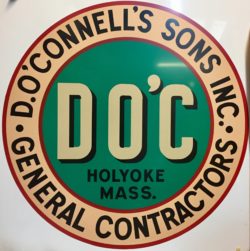 D. O'CONNELL'S SONS INC.
DO'C
HOLYOKE
MASS.
· GENERAL CONTRACTORS ·